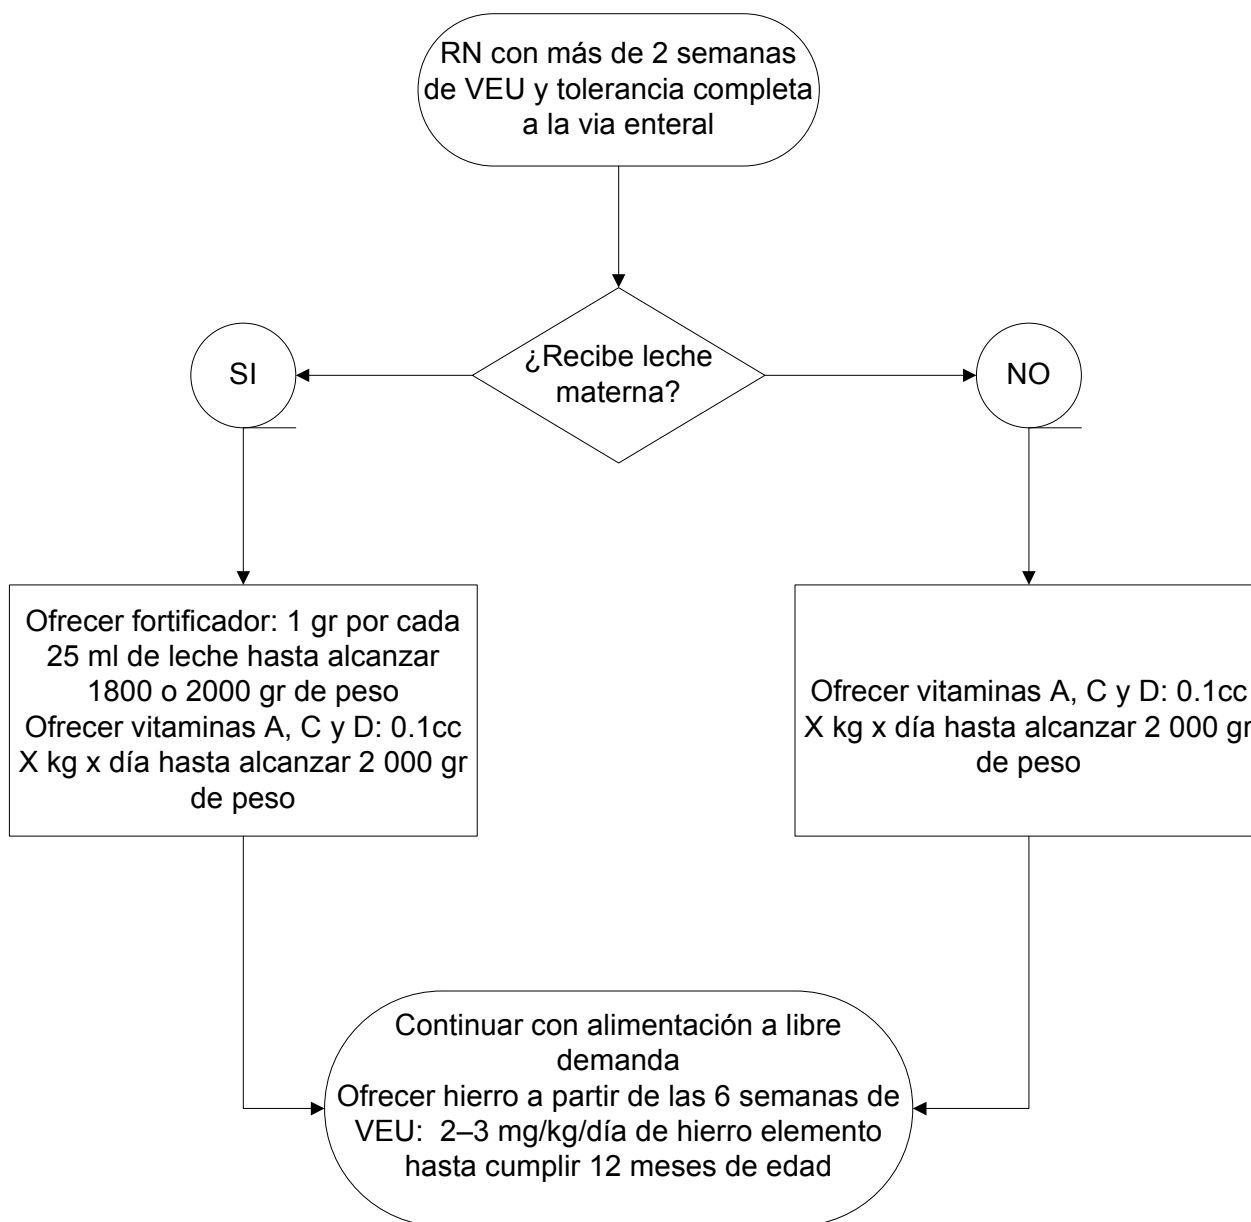 RN con más de 2 semanas
de VEU y tolerancia completa
a la via enteral
¿Recibe leche
materna?
SI
NO
Ofrecer fortificador: 1 gr por cada
25 ml de leche hasta alcanzar
1800 o 2000 gr de peso
Ofrecer vitaminas A, C y D: 0.1cc
X kg x día hasta alcanzar 2 000 gr
de peso
Ofrecer vitaminas A, C y D: 0.1cc
X kg x día hasta alcanzar 2 000 gr
de peso
Continuar con alimentación a libre
demanda
Ofrecer hierro a partir de las 6 semanas de
VEU:  2–3 mg/kg/día de hierro elemento
hasta cumplir 12 meses de edad